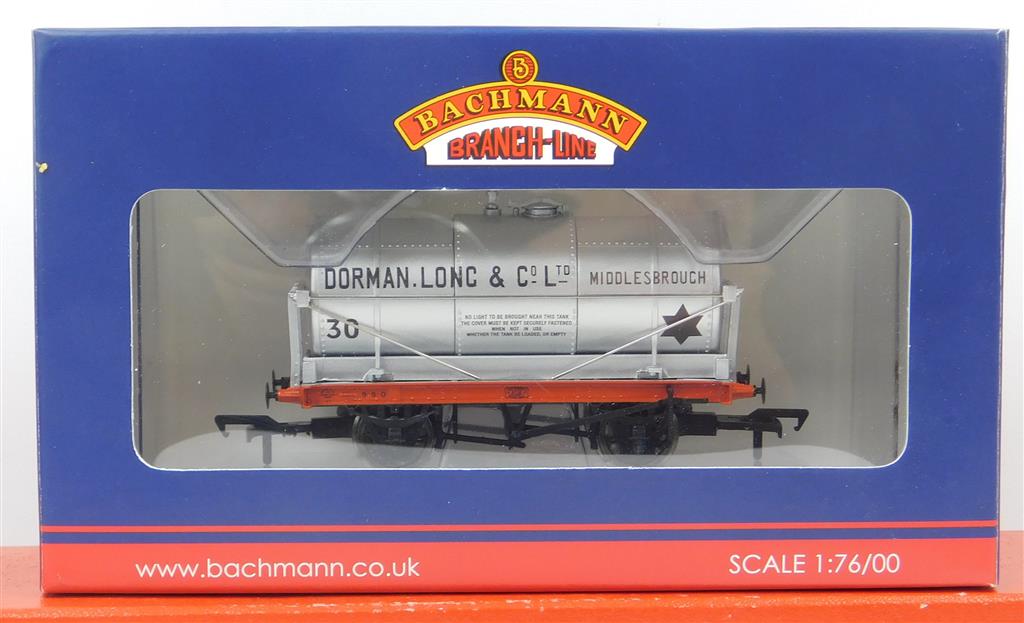 B
BACHMANN
BRANCH-LINE
DORMAN.LONG & Cº LTD MIDDLESBROUGH
30
NO LIGHT TO BE BROUGHT NEAR THIS TANK
THE COVER MUST BE KEPT SECURELY FASTENED
WHEN NOT IN USE
WHETHER THE TANK BE LOADED, OR EMPTY
www.bachmann.co.uk
SCALE 1:76/00